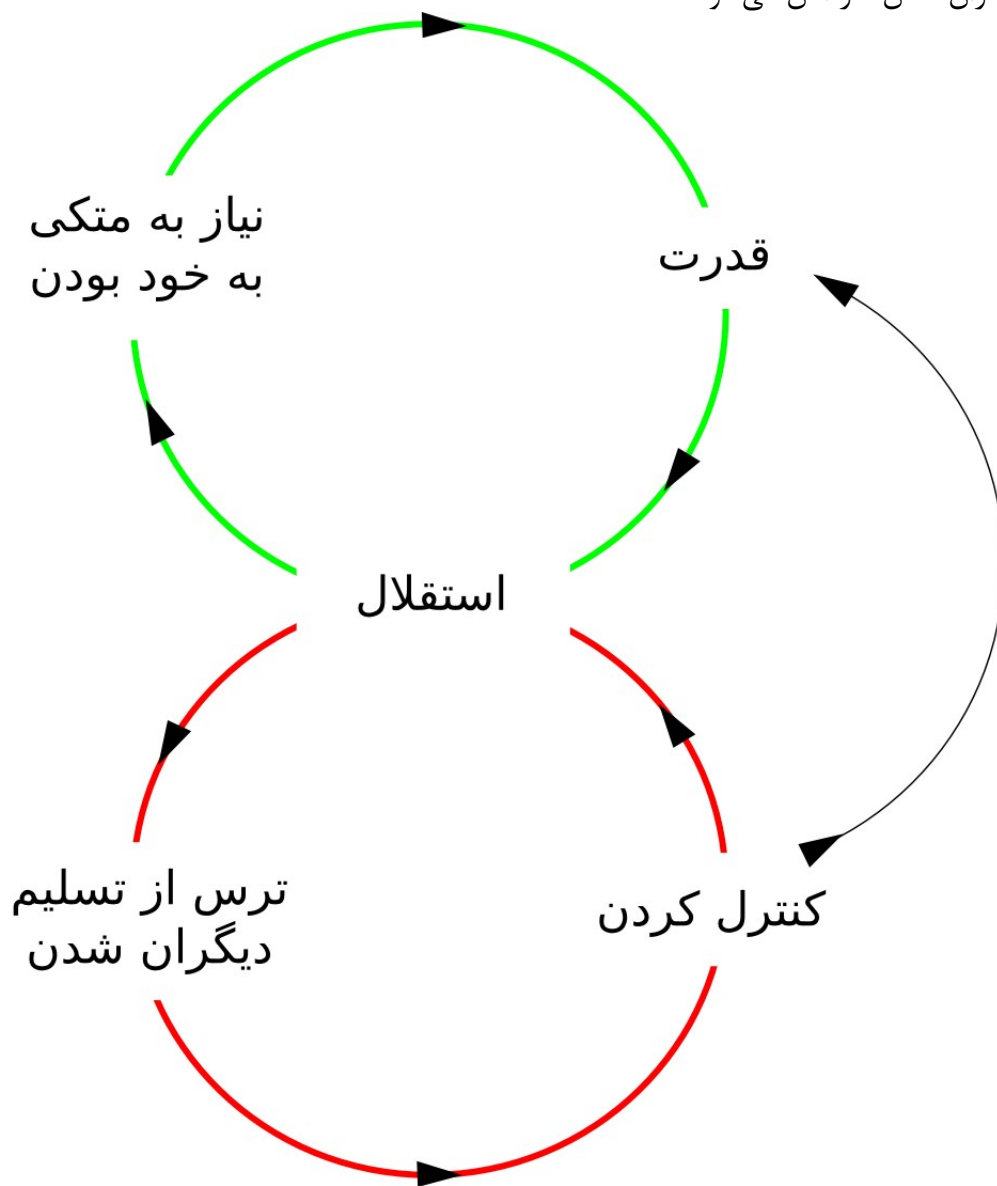 نیاز به متکی
به خود بودن
قدرت
استقلال
ترس از تسلیم
دیگران شدن
کنترل کردن